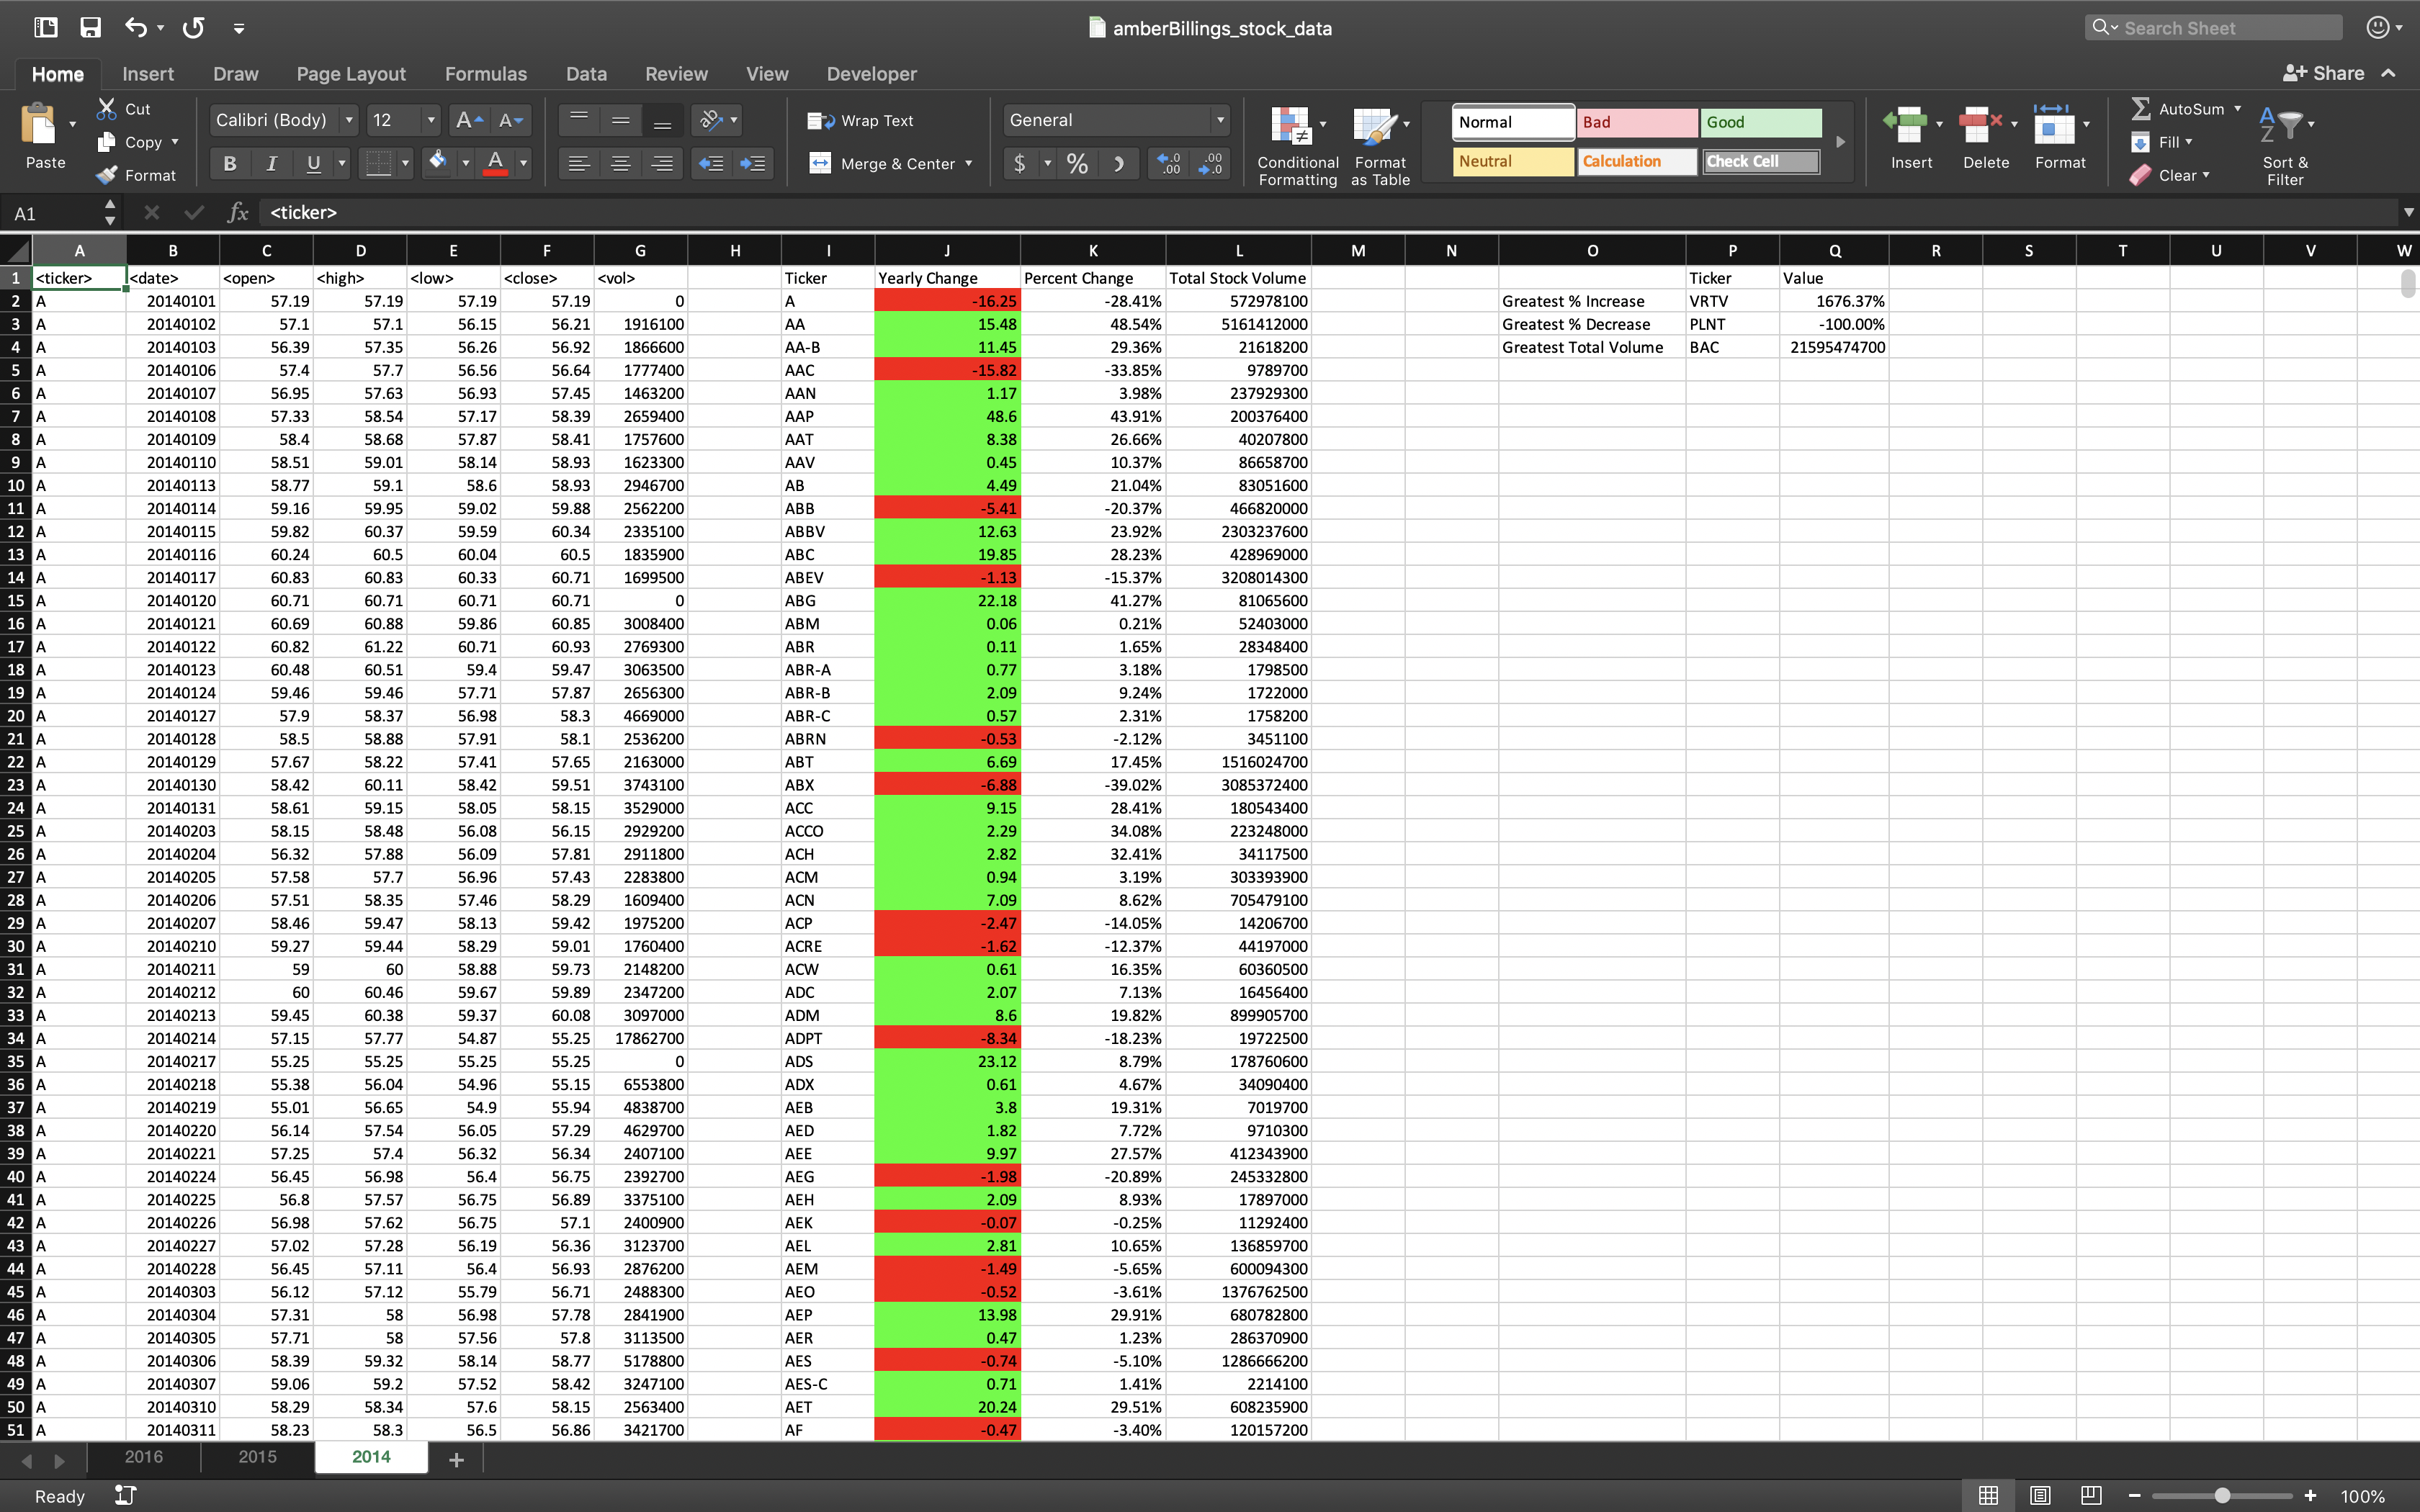 amberBillings_stock_data
Search Sheet
Home Insert Draw Page Layout Formulas Data Review View Developer Share
Paste Cut Copy Format
Calibri (Body) 12 A A
B I U A
ab
Wrap Text
Merge & Center
General
$ % .0 .00 .00 .0
Conditional Formatting
Format as Table
Normal Bad Good
Neutral Calculation Check Cell
Insert Delete Format
AutoSum
Fill
Clear
A Z
Sort & Filter
A1 fx <ticker>
A B C D E F G H I J K L M N O P Q R S T U V W
1 <ticker> <date> <open> <high> <low> <close> <vol> Ticker Yearly Change Percent Change Total Stock Volume Ticker Value
2 A 20140101 57.19 57.19 57.19 57.19 0 A -16.25 -28.41% 572978100 Greatest % Increase VRTV 1676.37%
3 A 20140102 57.1 57.1 56.15 56.21 1916100 AA 15.48 48.54% 5161412000 Greatest % Decrease PLNT -100.00%
4 A 20140103 56.39 57.35 56.26 56.92 1866600 AA-B 11.45 29.36% 21618200 Greatest Total Volume BAC 21595474700
5 A 20140106 57.4 57.7 56.56 56.64 1777400 AAC -15.82 -33.85% 9789700
6 A 20140107 56.95 57.63 56.93 57.45 1463200 AAN 1.17 3.98% 237929300
7 A 20140108 57.33 58.54 57.17 58.39 2659400 AAP 48.6 43.91% 200376400
8 A 20140109 58.4 58.68 57.87 58.41 1757600 AAT 8.38 26.66% 40207800
9 A 20140110 58.51 59.01 58.14 58.93 1623300 AAV 0.45 10.37% 86658700
10 A 20140113 58.77 59.1 58.6 58.93 2946700 AB 4.49 21.04% 83051600
11 A 20140114 59.16 59.95 59.02 59.88 2562200 ABB -5.41 -20.37% 466820000
12 A 20140115 59.82 60.37 59.59 60.34 2335100 ABBV 12.63 23.92% 2303237600
13 A 20140116 60.24 60.5 60.04 60.5 1835900 ABC 19.85 28.23% 428969000
14 A 20140117 60.83 60.83 60.33 60.71 1699500 ABEV -1.13 -15.37% 3208014300
15 A 20140120 60.71 60.71 60.71 60.71 0 ABG 22.18 41.27% 81065600
16 A 20140121 60.69 60.88 59.86 60.85 3008400 ABM 0.06 0.21% 52403000
17 A 20140122 60.82 61.22 60.71 60.93 2769300 ABR 0.11 1.65% 28348400
18 A 20140123 60.48 60.51 59.4 59.47 3063500 ABR-A 0.77 3.18% 1798500
19 A 20140124 59.46 59.46 57.71 57.87 2656300 ABR-B 2.09 9.24% 1722000
20 A 20140127 57.9 58.37 56.98 58.3 4669000 ABR-C 0.57 2.31% 1758200
21 A 20140128 58.5 58.88 57.91 58.1 2536200 ABRN -0.53 -2.12% 3451100
22 A 20140129 57.67 58.22 57.41 57.65 2163000 ABT 6.69 17.45% 1516024700
23 A 20140130 58.42 60.11 58.42 59.51 3743100 ABX -6.88 -39.02% 3085372400
24 A 20140131 58.61 59.15 58.05 58.15 3529000 ACC 9.15 28.41% 180543400
25 A 20140203 58.15 58.48 56.08 56.15 2929200 ACCO 2.29 34.08% 223248000
26 A 20140204 56.32 57.88 56.09 57.81 2911800 ACH 2.82 32.41% 34117500
27 A 20140205 57.58 57.7 56.96 57.43 2283800 ACM 0.94 3.19% 303393900
28 A 20140206 57.51 58.35 57.46 58.29 1609400 ACN 7.09 8.62% 705479100
29 A 20140207 58.46 59.47 58.13 59.42 1975200 ACP -2.47 -14.05% 14206700
30 A 20140210 59.27 59.44 58.29 59.01 1760400 ACRE -1.62 -12.37% 44197000
31 A 20140211 59 60 58.88 59.73 2148200 ACW 0.61 16.35% 60360500
32 A 20140212 60 60.46 59.67 59.89 2347200 ADC 2.07 7.13% 16456400
33 A 20140213 59.45 60.38 59.37 60.08 3097000 ADM 8.6 19.82% 899905700
34 A 20140214 57.15 57.77 54.87 55.25 17862700 ADPT -8.34 -18.23% 19722500
35 A 20140217 55.25 55.25 55.25 55.25 0 ADS 23.12 8.79% 178760600
36 A 20140218 55.38 56.04 54.96 55.15 6553800 ADX 0.61 4.67% 34090400
37 A 20140219 55.01 56.65 54.9 55.94 4838700 AEB 3.8 19.31% 7019700
38 A 20140220 56.14 57.54 56.05 57.29 4629700 AED 1.82 7.72% 9710300
39 A 20140221 57.25 57.4 56.32 56.34 2407100 AEE 9.97 27.57% 412343900
40 A 20140224 56.45 56.98 56.4 56.75 2392700 AEG -1.98 -20.89% 245332800
41 A 20140225 56.8 57.57 56.75 56.89 3375100 AEH 2.09 8.93% 17897000
42 A 20140226 56.98 57.62 56.75 57.1 2400900 AEK -0.07 -0.25% 11292400
43 A 20140227 57.02 57.28 56.19 56.36 3123700 AEL 2.81 10.65% 136859700
44 A 20140228 56.45 57.11 56.4 56.93 2876200 AEM -1.49 -5.65% 600094300
45 A 20140303 56.12 57.12 55.79 56.71 2488300 AEO -0.52 -3.61% 1376762500
46 A 20140304 57.31 58 56.98 57.78 2841900 AEP 13.98 29.91% 680782800
47 A 20140305 57.71 58 57.56 57.8 3113500 AER 0.47 1.23% 286370900
48 A 20140306 58.39 59.32 58.14 58.77 5178800 AES -0.74 -5.10% 1286666200
49 A 20140307 59.06 59.2 57.52 58.42 3247100 AES-C 0.71 1.41% 2214100
50 A 20140310 58.29 58.34 57.6 58.15 2563400 AET 20.24 29.51% 608235900
51 A 20140311 58.23 58.3 56.5 56.86 3421700 AF -0.47 -3.40% 120157200
2016 2015 2014 +
Ready 100%